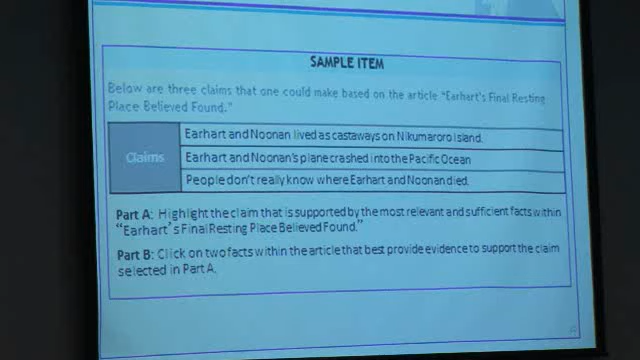 SAMPLE ITEM
Below are three claims that one could make based on the article "Earhart's Final Resting
Place Believed Found."
Claims
Earhart and Noonan lived as castaways on Nikumaroro Island.
Earhart and Noonan's plane crashed into the Pacific Ocean
People don't really know where Earhart and Noonan died.
Part A: Highlight the claim that is supported by the most relevant and sufficient facts within
"Earhart's Final Resting Place Believed Found."
Part B: Click on two facts within the article that best provide evidence to support the claim
selected in Part A.